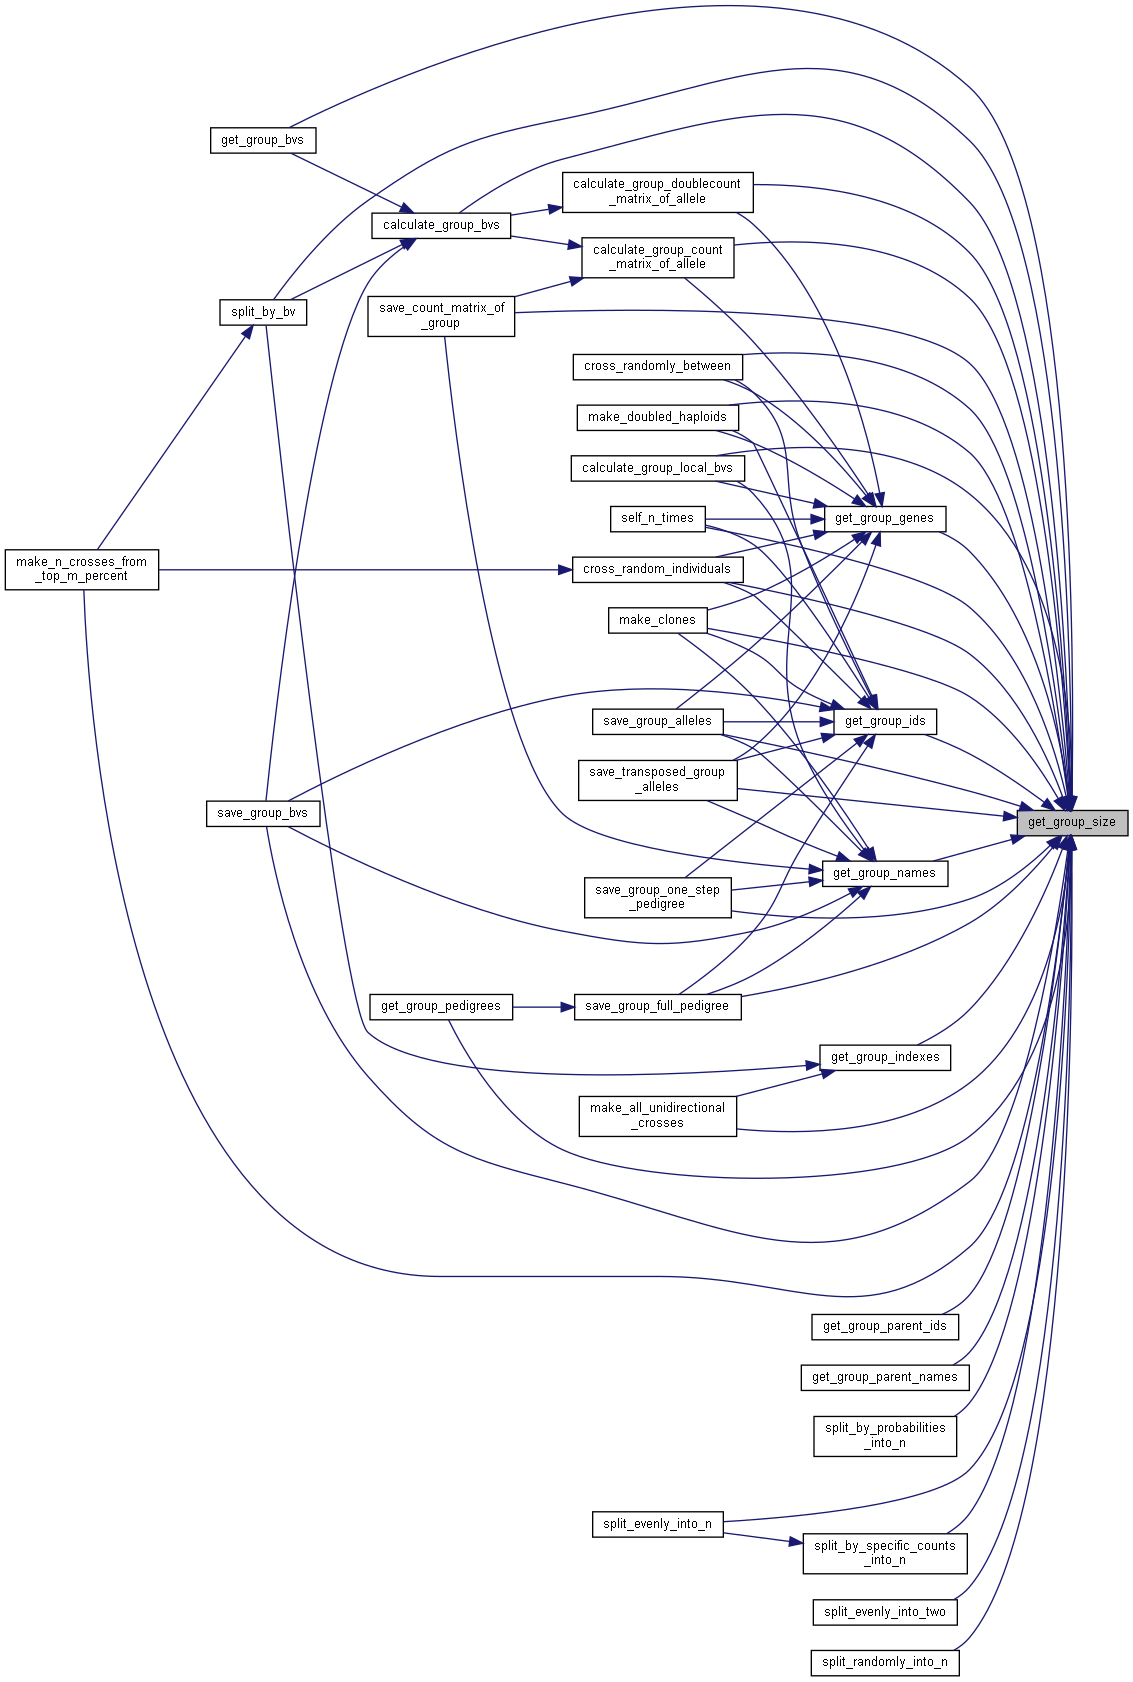 get_group_bvs
calculate_group_doublecount
_matrix_of_allele
calculate_group_bvs
calculate_group_count
_matrix_of_allele
split_by_bv
save_count_matrix_of
_group
cross_randomly_between
make_doubled_haploids
calculate_group_local_bvs
self_n_times
get_group_genes
make_n_crosses_from
_top_m_percent
cross_random_individuals
make_clones
save_group_alleles
get_group_ids
save_transposed_group
_alleles
save_group_bvs
get_group_size
get_group_names
save_group_one_step
_pedigree
get_group_pedigrees
save_group_full_pedigree
get_group_indexes
make_all_unidirectional
_crosses
get_group_parent_ids
get_group_parent_names
split_by_probabilities
_into_n
split_evenly_into_n
split_by_specific_counts
_into_n
split_evenly_into_two
split_randomly_into_n